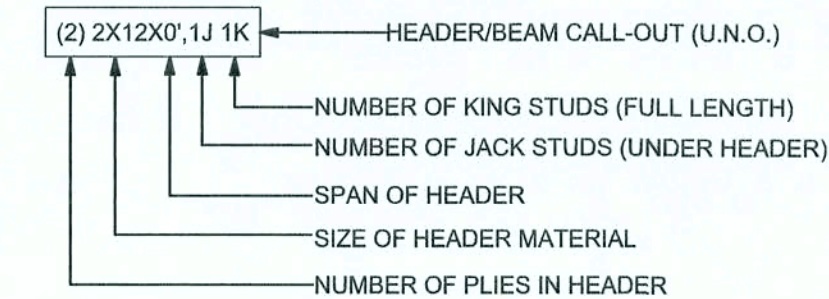 (2) 2X12X0',1J 1K
HEADER/BEAM CALL-OUT (U.N.O.)
NUMBER OF KING STUDS (FULL LENGTH)
NUMBER OF JACK STUDS (UNDER HEADER)
SPAN OF HEADER
SIZE OF HEADER MATERIAL
NUMBER OF PLIES IN HEADER